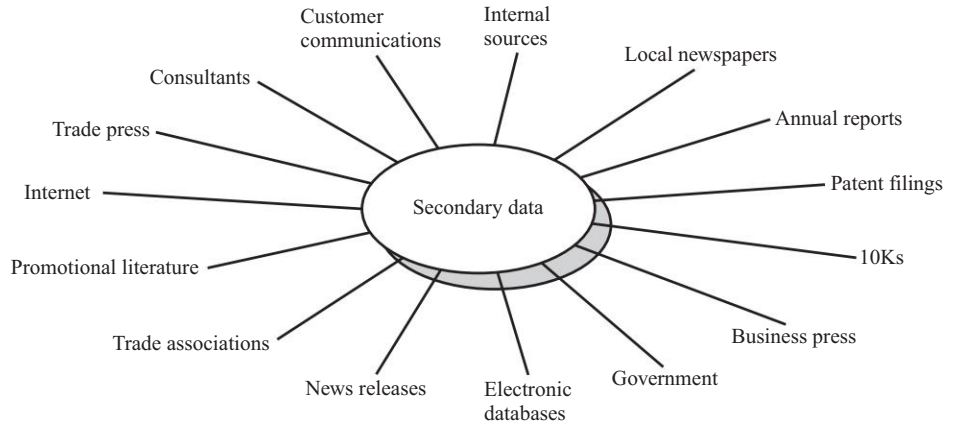 Customer
communications
Internal
sources
Local newspapers
Consultants
Annual reports
Trade press
Patent filings
Internet
Secondary data
10Ks
Promotional literature
Business press
Trade associations
Government
News releases
Electronic
databases